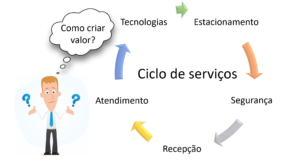 Como criar
valor?
Tecnologias
Estacionamento
Ciclo de serviços
Atendimento
Segurança
Recepção
? ?